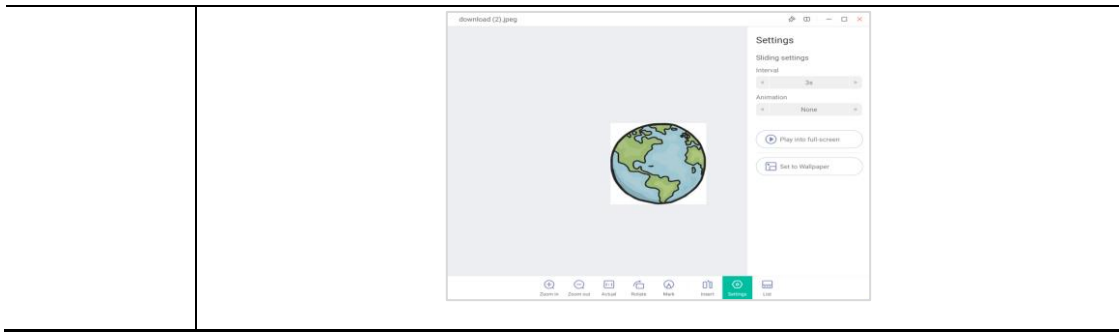 download (2).jpeg
Settings
Sliding settings
Interval
3s
Animation
None
Play into full-screen
Set to Wallpaper
Zoom in Zoom out Actual Rotate Mark Insert Settings List